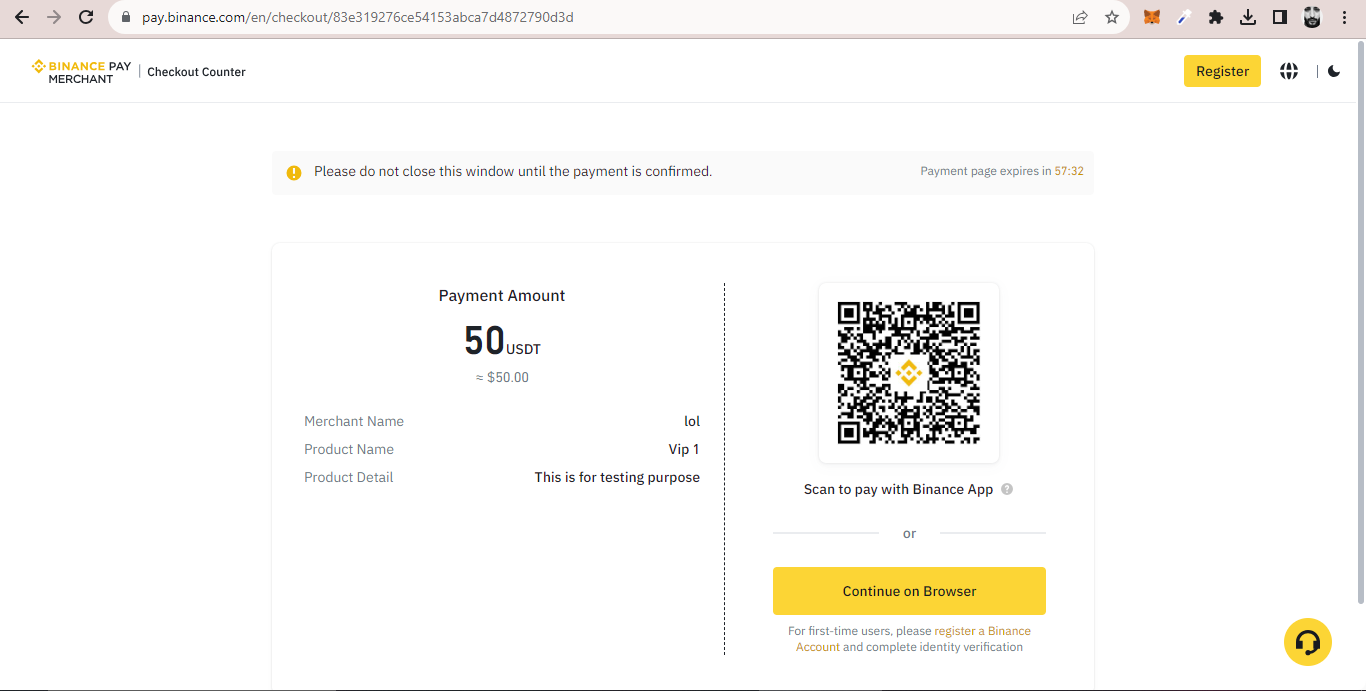 pay.binance.com/en/checkout/83e319276ce54153abca7d4872790d3d
BINANCE PAY
MERCHANT
Checkout Counter
Register
Please do not close this window until the payment is confirmed.
Payment page expires in 57:32
Payment Amount
50 USDT
≈ $50.00
Merchant Name lol
Product Name Vip 1
Product Detail This is for testing purpose
Scan to pay with Binance App ?
or
Continue on Browser
For first-time users, please register a Binance
Account and complete identity verification